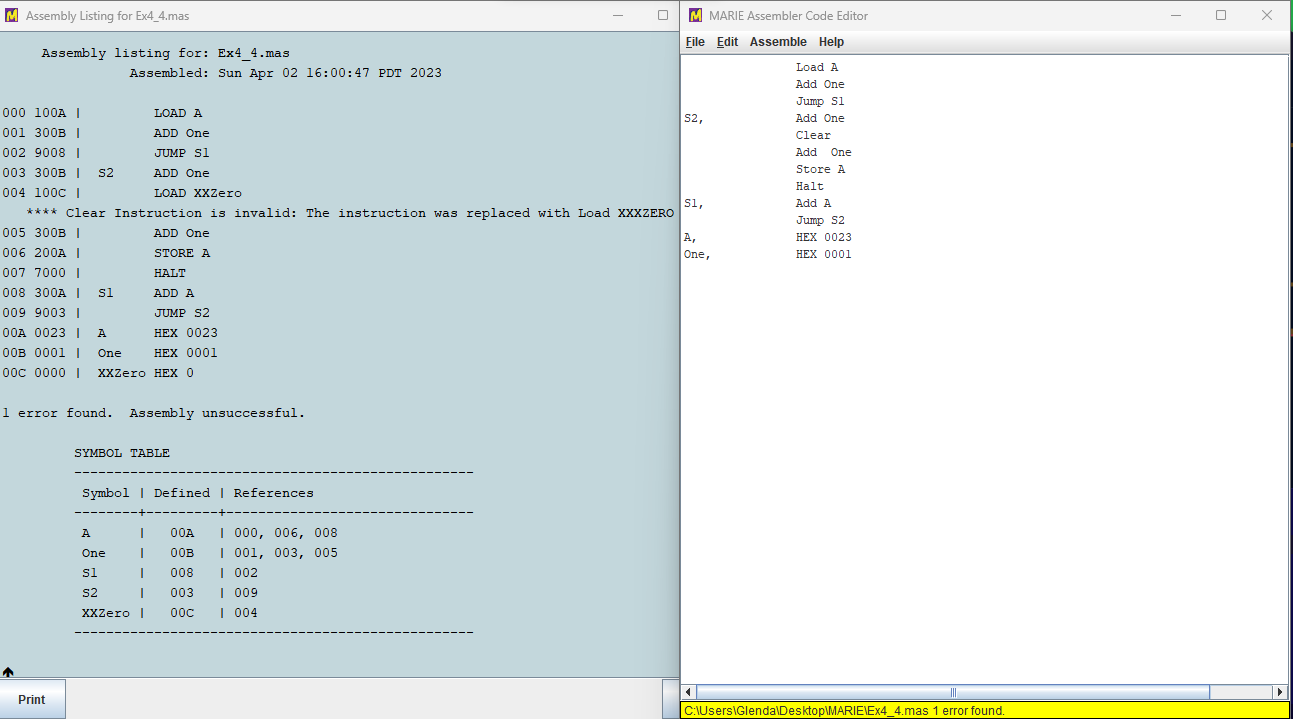 Assembly Listing for Ex4_4.mas
Assembly listing for: Ex4_4.mas
Assembled: Sun Apr 02 16:00:47 PDT 2023
000 100A | LOAD A
001 300B | ADD One
002 9008 | JUMP S1
003 300B | S2 ADD One
004 100C | LOAD XXZero
**** Clear Instruction is invalid: The instruction was replaced with Load XXXZERO
005 300B | ADD One
006 200A | STORE A
007 7000 | HALT
008 300A | S1 ADD A
009 9003 | JUMP S2
00A 0023 | A HEX 0023
00B 0001 | One HEX 0001
00C 0000 | XXZero HEX 0
1 error found. Assembly unsuccessful.
SYMBOL TABLE
-------------------------------------------------
Symbol | Defined | References
--------+---------+------------------------------
A | 00A | 000, 006, 008
One | 00B | 001, 003, 005
S1 | 008 | 002
S2 | 003 | 009
XXZero | 00C | 004
-------------------------------------------------
Print
MARIE Assembler Code Editor
File Edit Assemble Help
Load A
Add One
Jump S1
S2, Add One
Clear
Add One
Store A
Halt
S1, Add A
Jump S2
A, HEX 0023
One, HEX 0001
C:\Users\Glenda\Desktop\MARIE\Ex4_4.mas 1 error found.